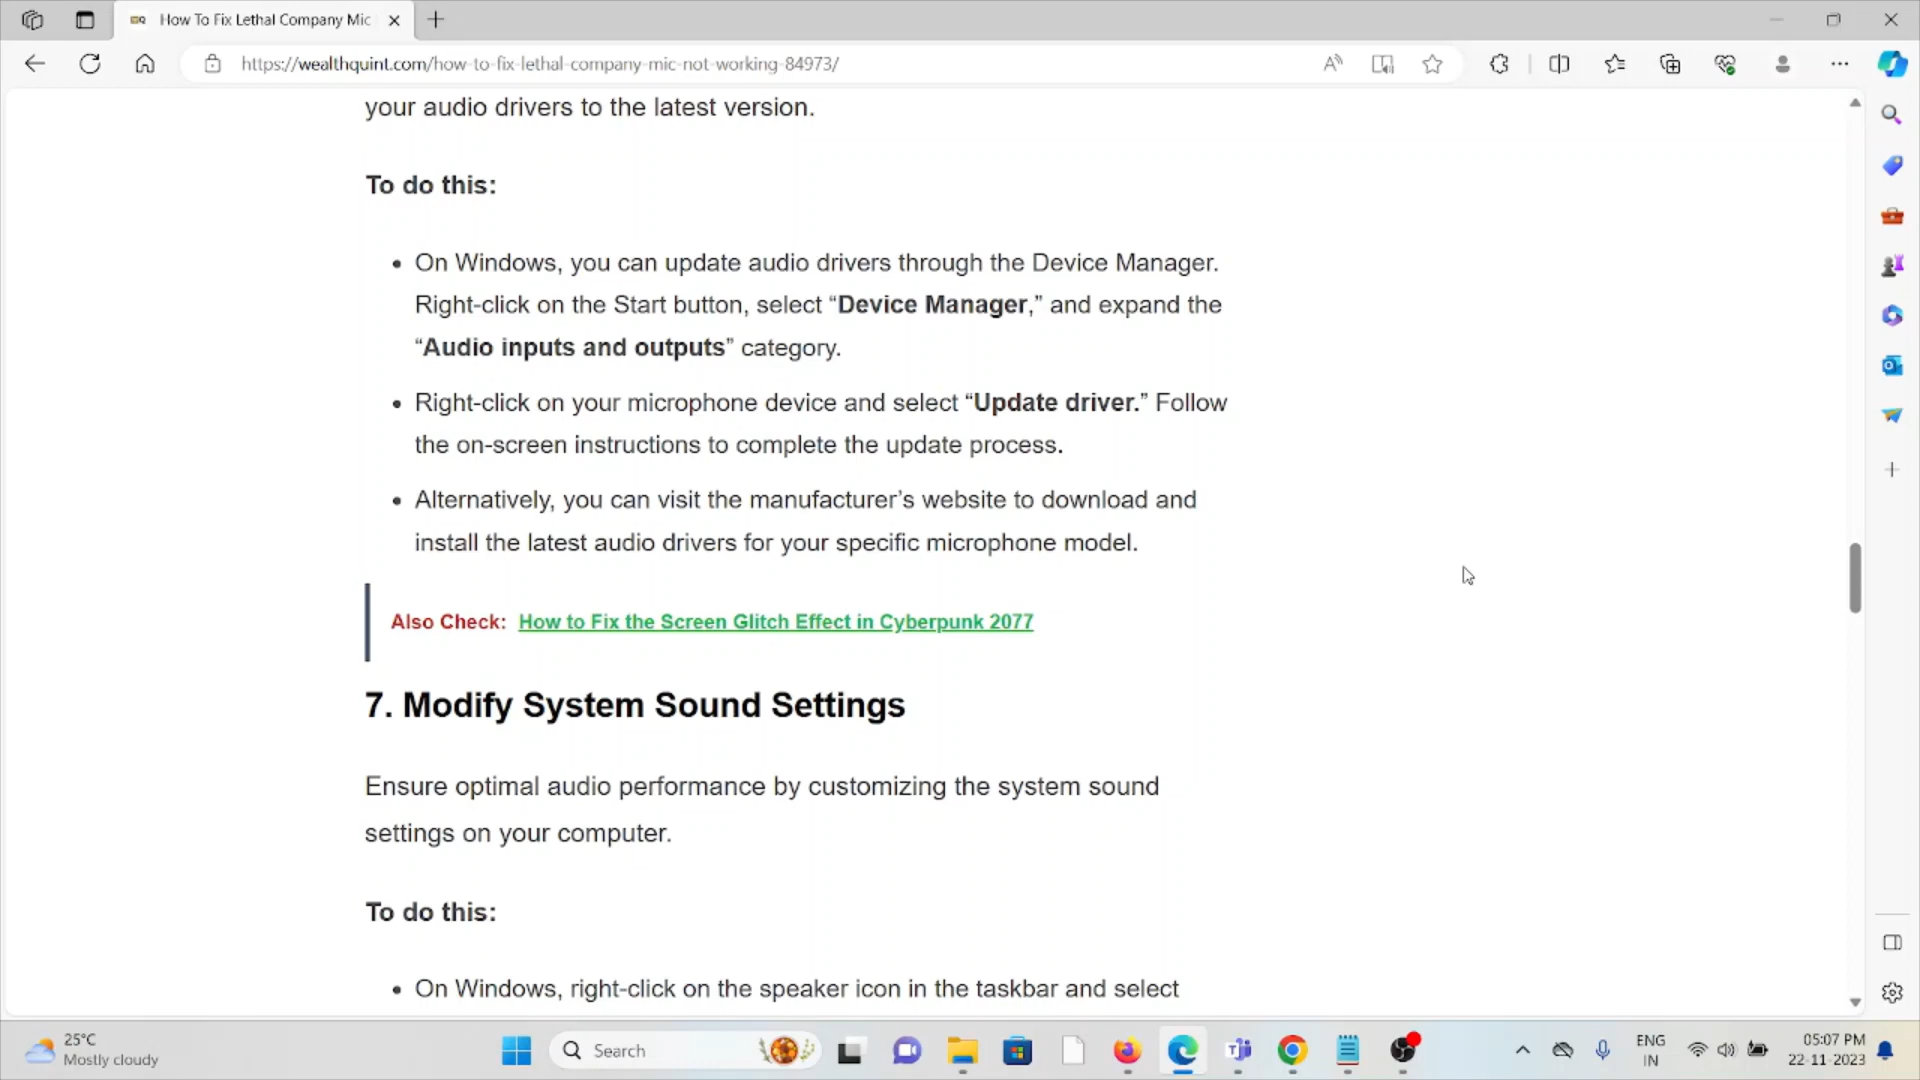 How To Fix Lethal Company Mic
https://wealthquint.com/how-to-fix-lethal-company-mic-not-working-84973/
your audio drivers to the latest version.
To do this:
• On Windows, you can update audio drivers through the Device Manager.
Right-click on the Start button, select “Device Manager,” and expand the
“Audio inputs and outputs” category.
• Right-click on your microphone device and select “Update driver.” Follow
the on-screen instructions to complete the update process.
• Alternatively, you can visit the manufacturer’s website to download and
install the latest audio drivers for your specific microphone model.
Also Check: How to Fix the Screen Glitch Effect in Cyberpunk 2077
7. Modify System Sound Settings
Ensure optimal audio performance by customizing the system sound
settings on your computer.
To do this:
• On Windows, right-click on the speaker icon in the taskbar and select
25°C
Mostly cloudy
Search
ENG
IN
05:07 PM
22-11-2023